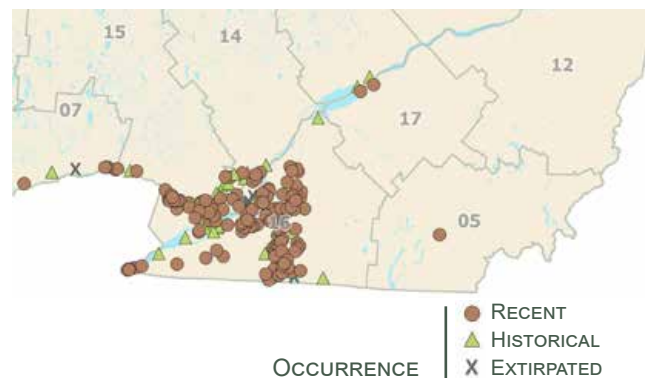 15
14
12
07
17
16
05
RECENT
HISTORICAL
OCCURRENCE
X EXTIRPATED